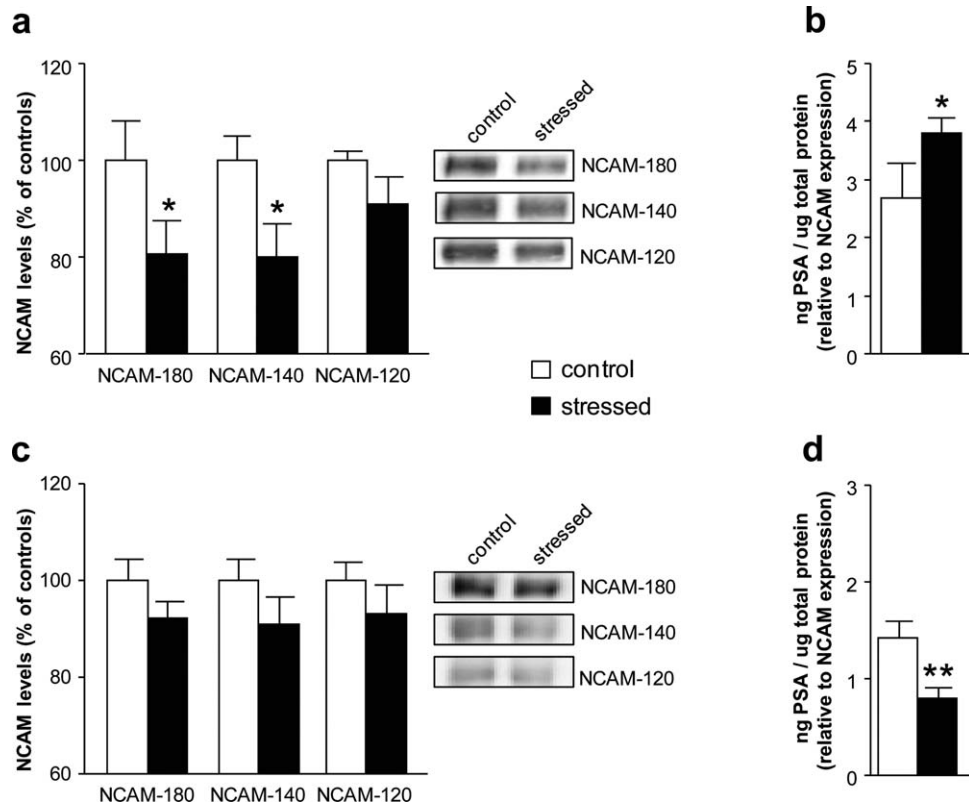 a
NCAM levels (% of controls)
120
100
80
60
*
*
NCAM-180 NCAM-140 NCAM-120
control
stressed
NCAM-180
NCAM-140
NCAM-120
b
ng PSA / ug total protein
(relative to NCAM expression)
5
4
3
2
1
0
*
control
stressed
c
NCAM levels (% of controls)
120
100
80
60
NCAM-180 NCAM-140 NCAM-120
control
stressed
NCAM-180
NCAM-140
NCAM-120
d
ng PSA / ug total protein
(relative to NCAM expression)
3
2
1
0
**